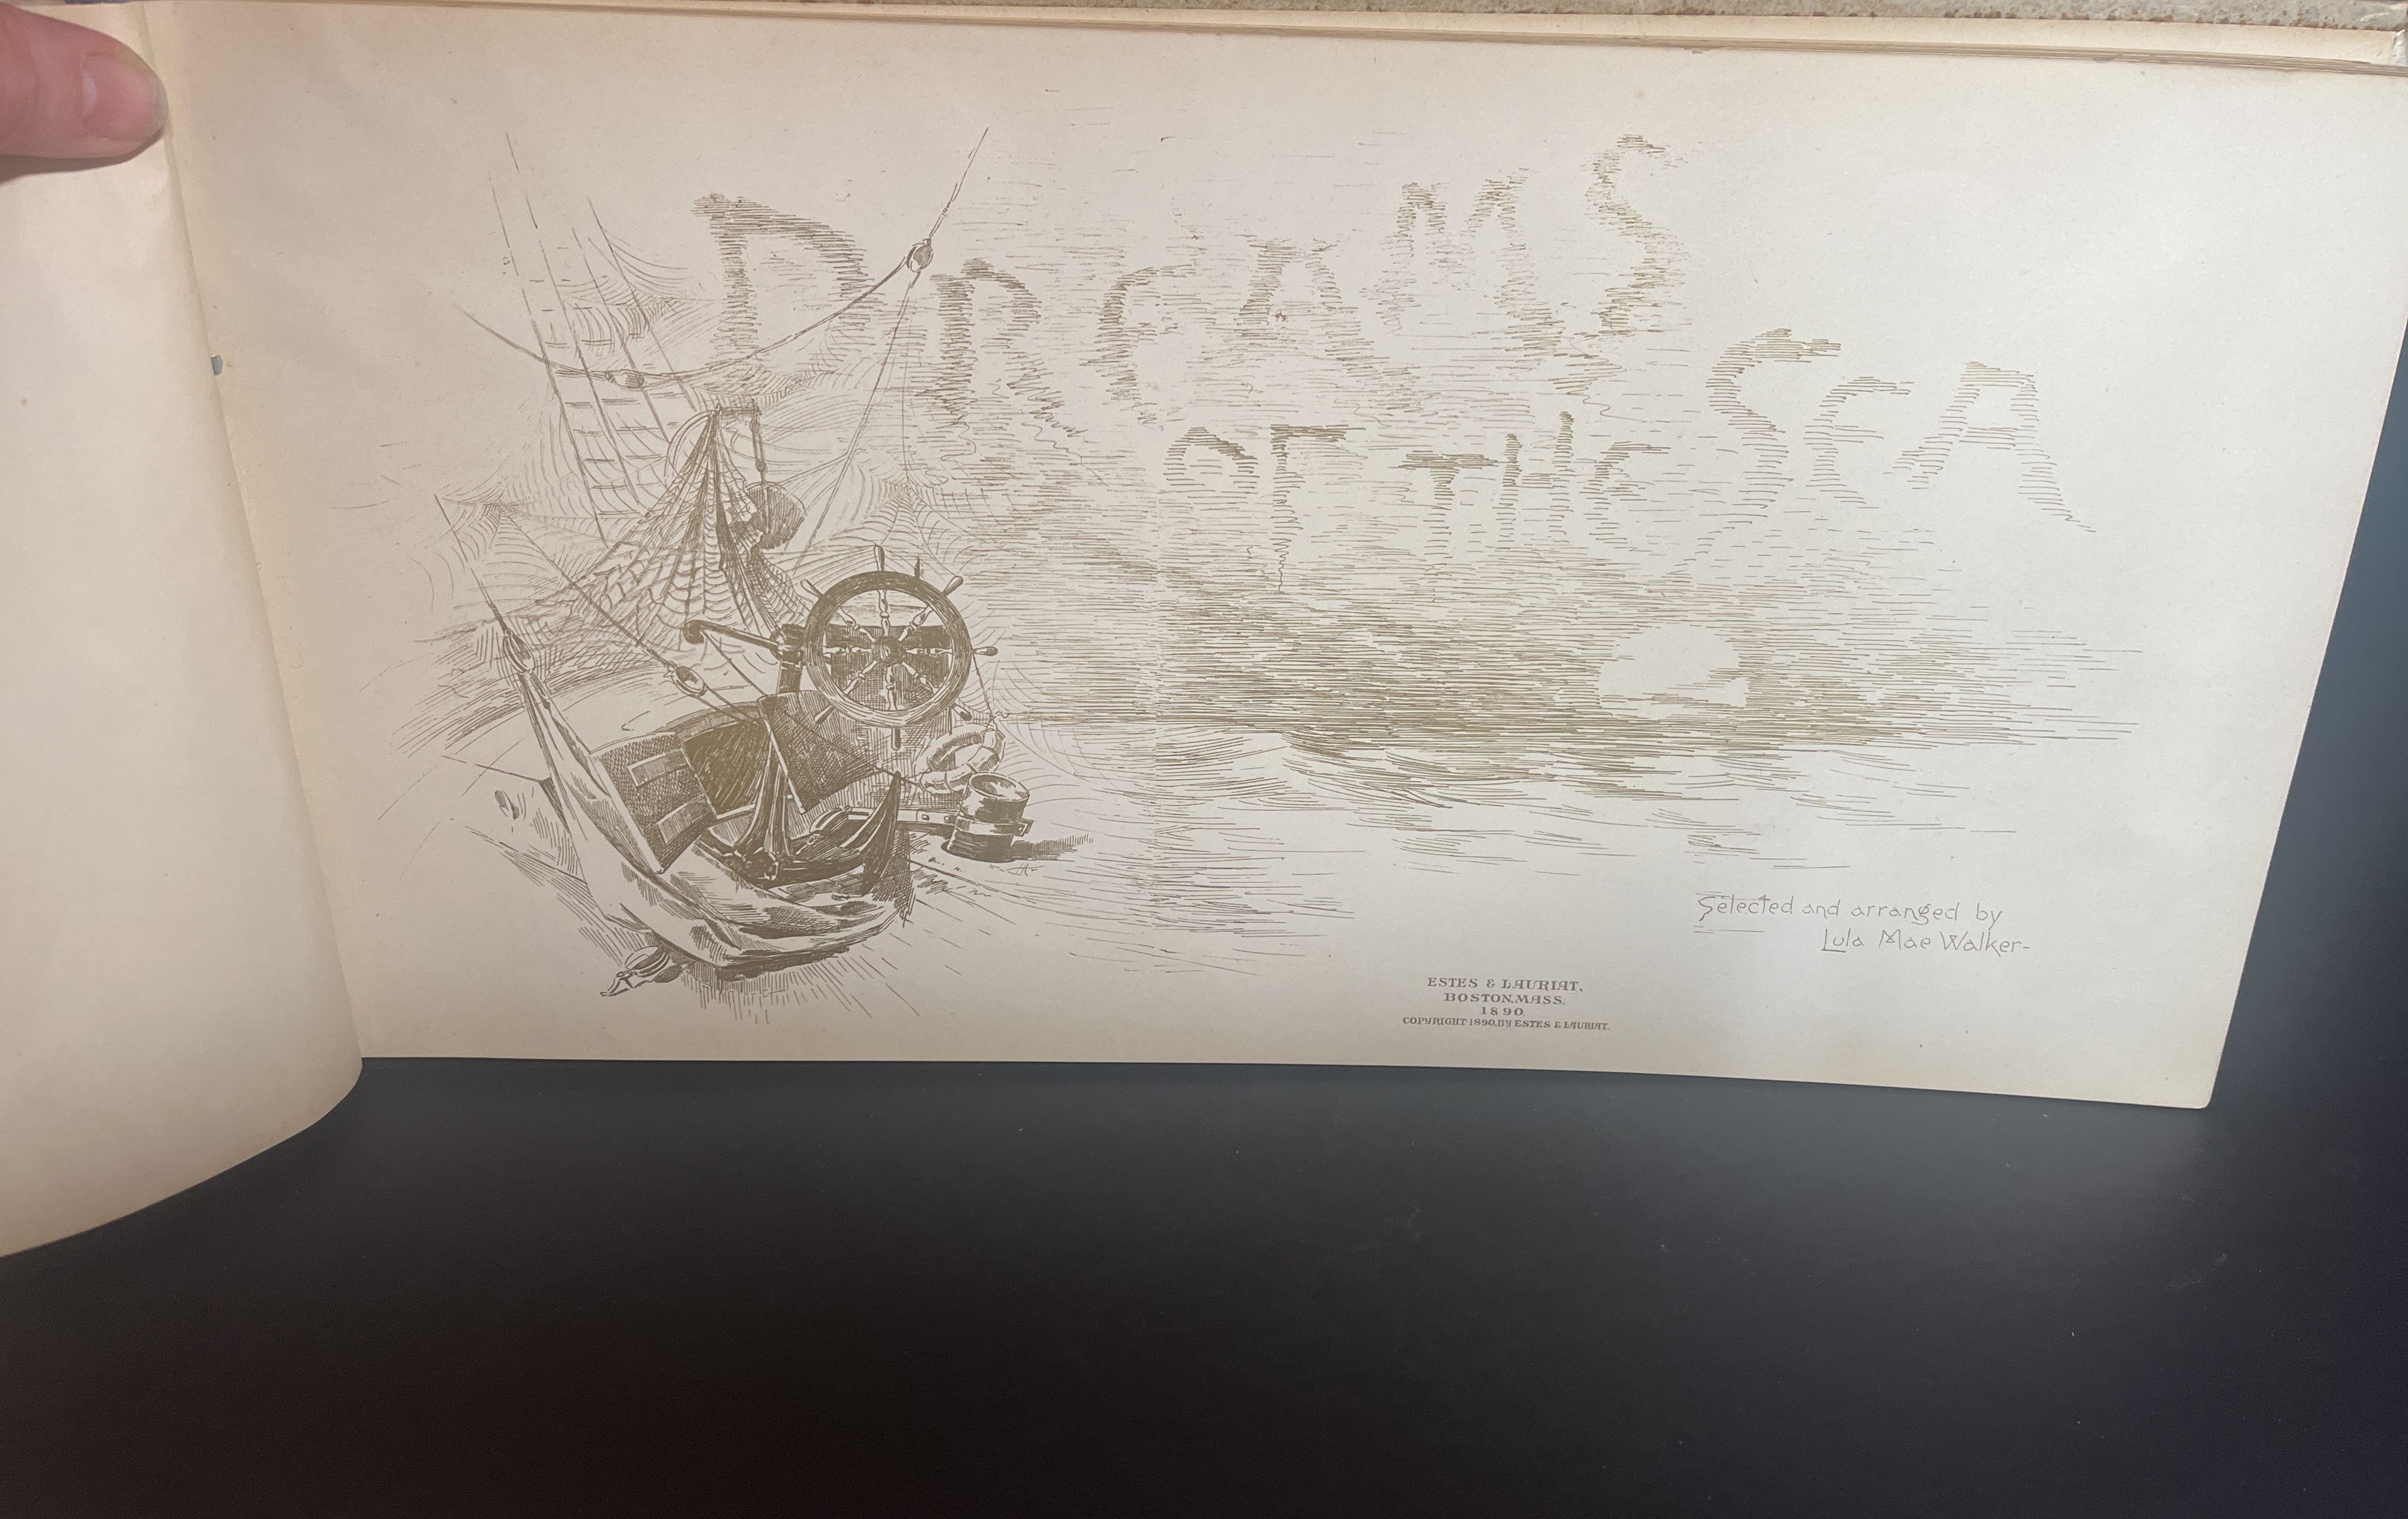 DREAMS
OF THE SEA
Selected and arranged by
Lula Mae Walker-
ESTES & LAURIAT,
BOSTON, MASS.
1890
COPYRIGHT 1890, BY ESTES & LAURIAT.